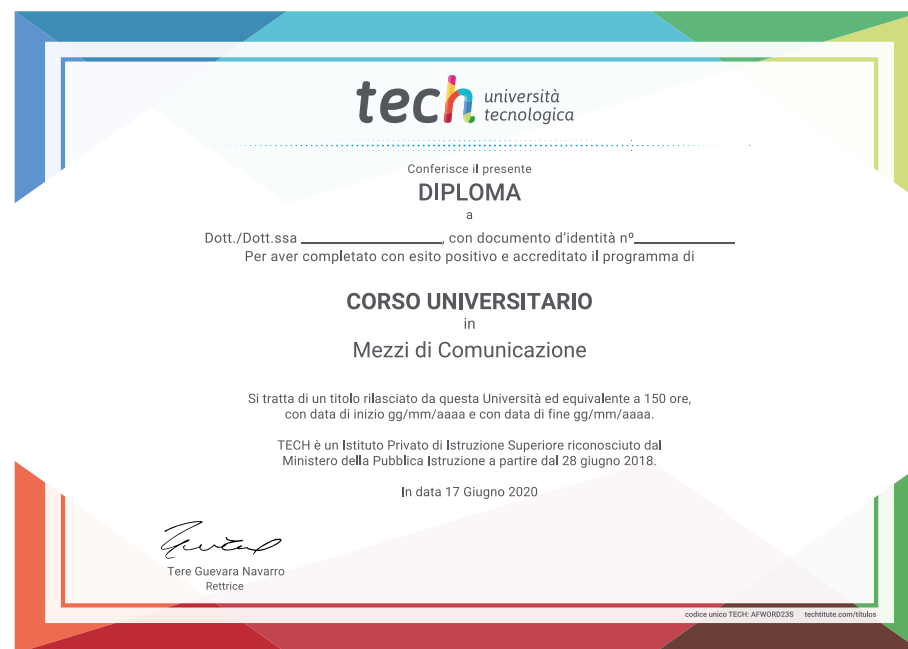 tech università
tecnologica
Conferisce il presente
DIPLOMA
a
Dott./Dott.ssa ____________________, con documento d'identità nº______________
Per aver completato con esito positivo e accreditato il programma di
CORSO UNIVERSITARIO
in
Mezzi di Comunicazione
Si tratta di un titolo rilasciato da questa Università ed equivalente a 150 ore,
con data di inizio gg/mm/aaaa e con data di fine gg/mm/aaaa.
TECH è un Istituto Privato di Istruzione Superiore riconosciuto dal
Ministero della Pubblica Istruzione a partire dal 28 giugno 2018.
In data 17 Giugno 2020
Tere Guevara Navarro
Rettrice
codice unico TECH: AFWORD23S techtitute.com/titulos